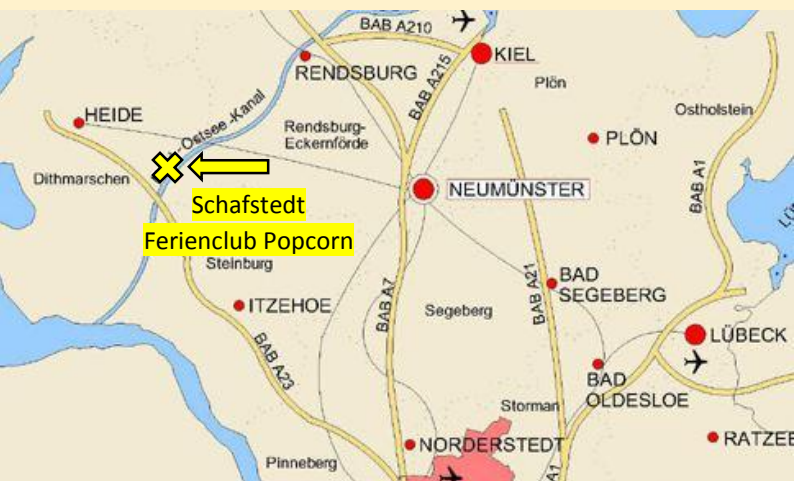 BAB A210
KIEL
RENDSBURG
BAB A215
Plön
HEIDE
-Ostsee-Kanal
Rendsburg-
Eckernförde
Ostholstein
PLÖN
Dithmarschen
BAB A1
NEUMÜNSTER
Schafstedt
Ferienclub Popcorn
Steinburg
BAD
SEGEBERG
ITZEHOE
BAB A7
Segeberg
BAB A21
LÜBECK
BAB A23
BAD
OLDESLOE
Storman
NORDERSTEDT
RATZEB
Pinneberg
A1